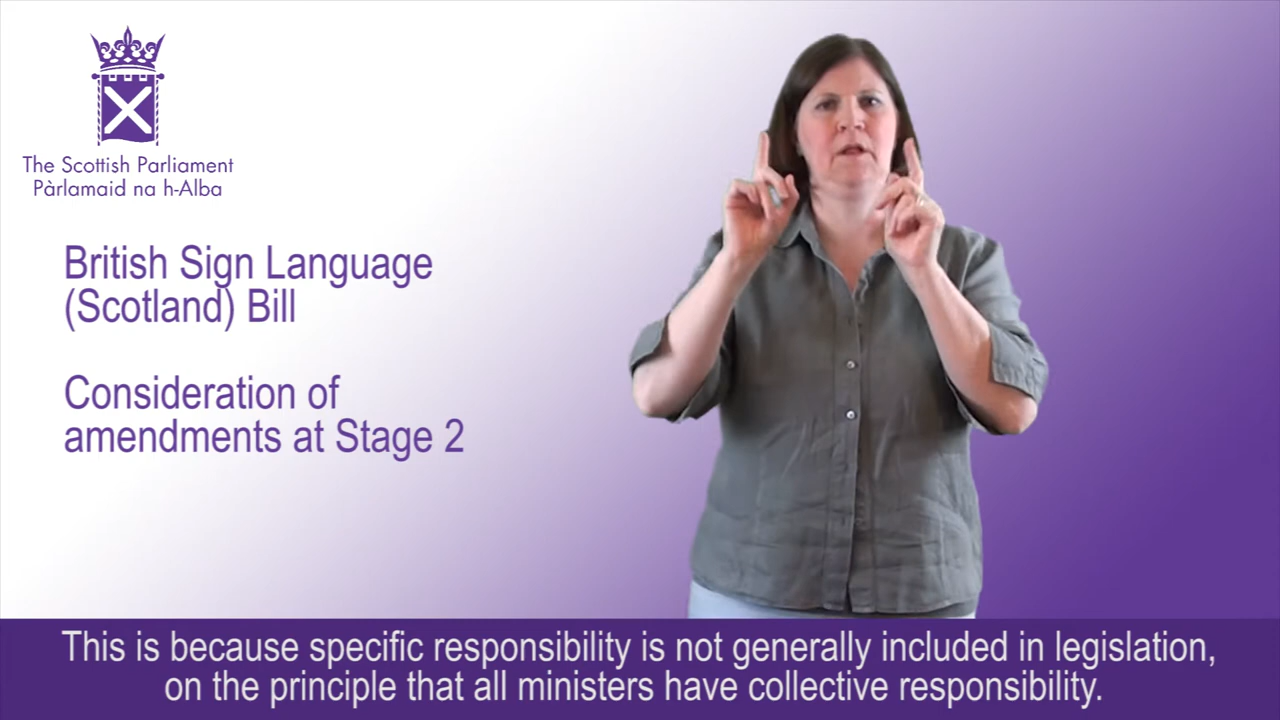 The Scottish Parliament
Pàrlamaid na h-Alba
British Sign Language
(Scotland) Bill
Consideration of
amendments at Stage 2
This is because specific responsibility is not generally included in legislation,
on the principle that all ministers have collective responsibility.